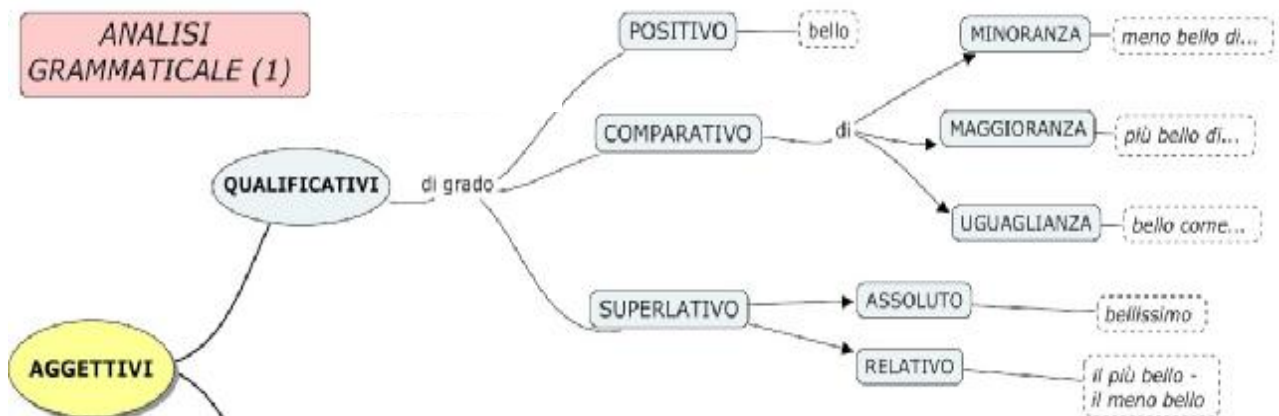 ANALISI
GRAMMATICALE (1)
POSITIVO
bello
MINORANZA
meno bello di...
COMPARATIVO
di
MAGGIORANZA
più bello di...
QUALIFICATIVI
di grado
UGUAGLIANZA
bello come...
SUPERLATIVO
ASSOLUTO
bellissimo
AGGETTIVI
RELATIVO
il più bello -
il meno bello